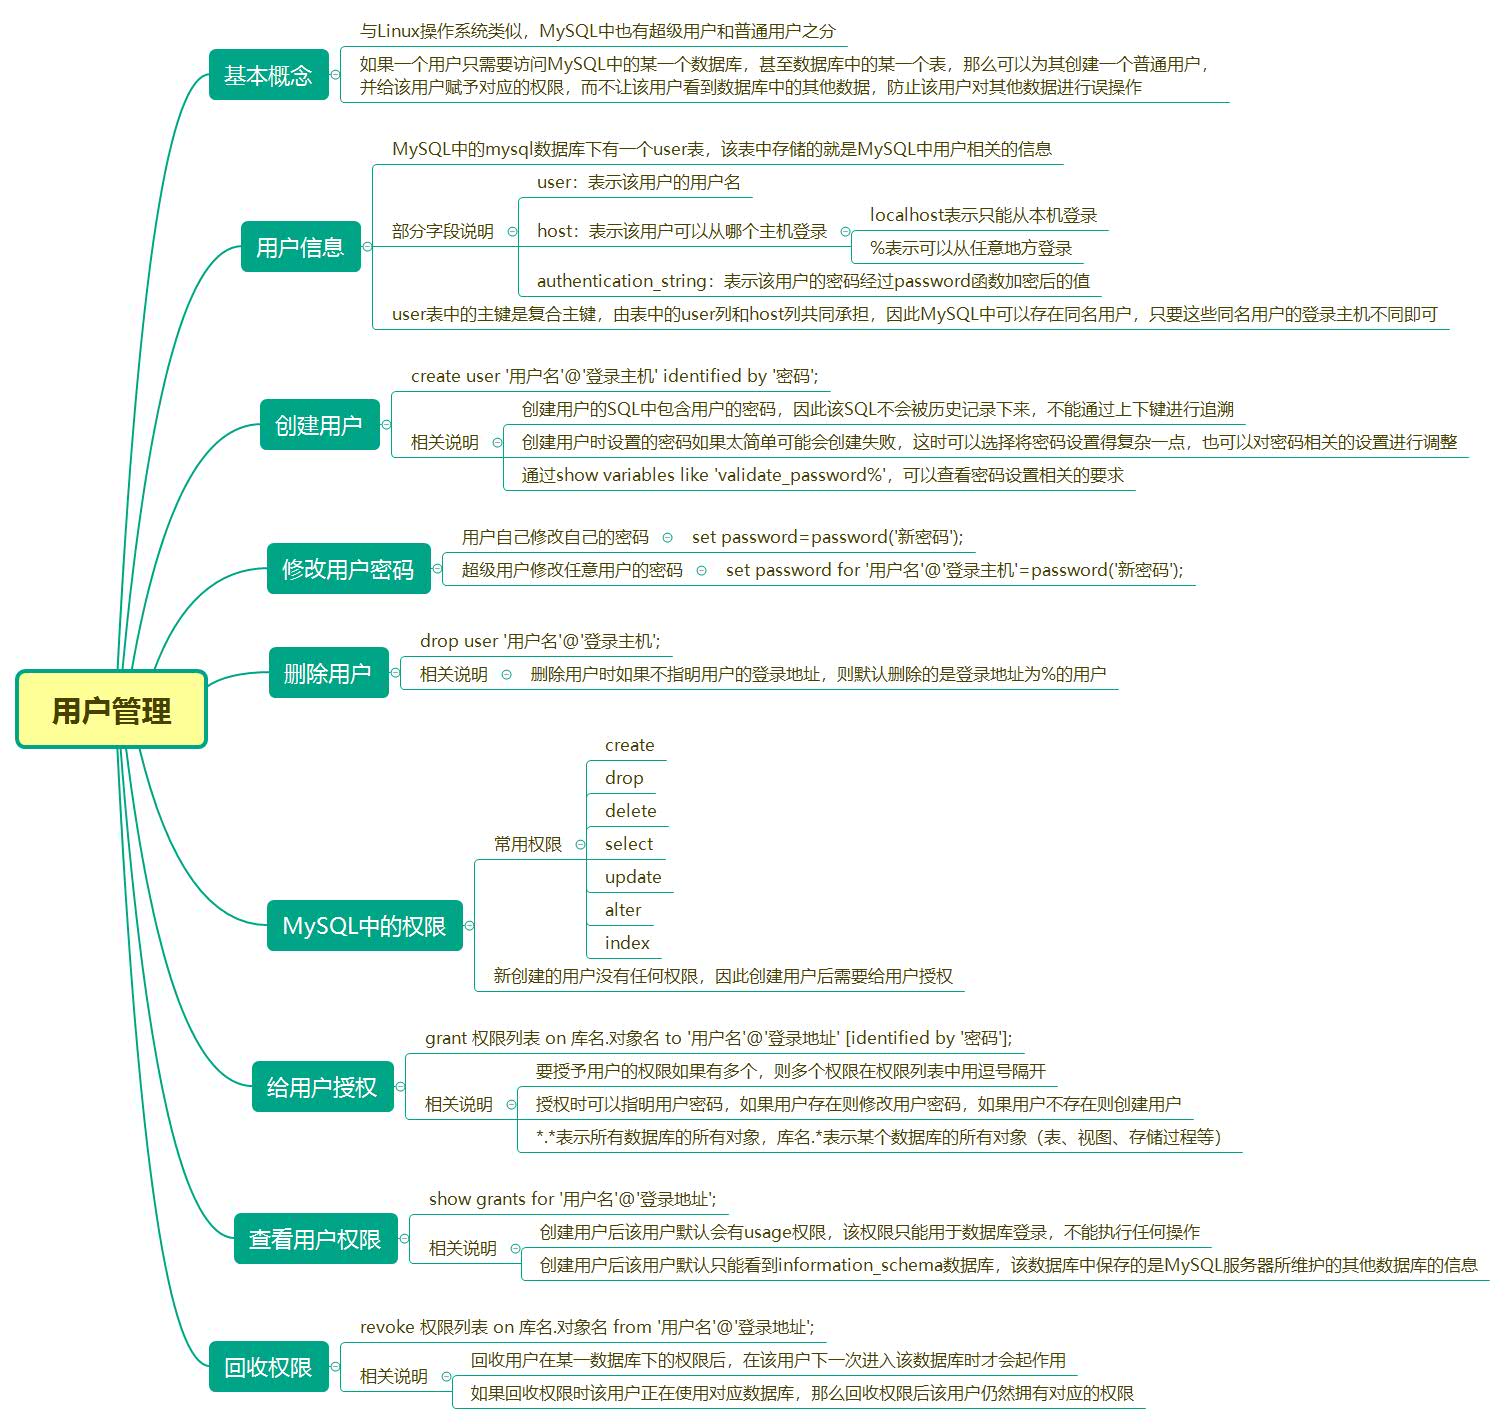 用户管理
基本概念
与Linux操作系统类似，MySQL中也有超级用户和普通用户之分
如果一个用户只需要访问MySQL中的某一个数据库，甚至数据库中的某一个表，那么可以为其创建一个普通用户，
并给该用户赋予对应的权限，而不让该用户看到数据库中的其他数据，防止该用户对其他数据进行误操作
用户信息
MySQL中的mysql数据库下有一个user表，该表中存储的就是MySQL中用户相关的信息
部分字段说明
user：表示该用户的用户名
host：表示该用户可以从哪个主机登录
localhost表示只能从本机登录
%表示可以从任意地方登录
authentication_string：表示该用户的密码经过password函数加密后的值
user表中的主键是复合主键，由表中的user列和host列共同承担，因此MySQL中可以存在同名用户，只要这些同名用户的登录主机不同即可
创建用户
create user '用户名'@'登录主机' identified by '密码';
相关说明
创建用户的SQL中包含用户的密码，因此该SQL不会被历史记录下来，不能通过上下键进行追溯
创建用户时设置的密码如果太简单可能会创建失败，这时可以选择将密码设置得复杂一点，也可以对密码相关的设置进行调整
通过show variables like 'validate_password%'，可以查看密码设置相关的要求
修改用户密码
用户自己修改自己的密码
set password=password('新密码');
超级用户修改任意用户的密码
set password for '用户名'@'登录主机'=password('新密码');
删除用户
drop user '用户名'@'登录主机';
相关说明
删除用户时如果不指明用户的登录地址，则默认删除的是登录地址为%的用户
MySQL中的权限
常用权限
create
drop
delete
select
update
alter
index
新创建的用户没有任何权限，因此创建用户后需要给用户授权
给用户授权
grant 权限列表 on 库名.对象名 to '用户名'@'登录地址' [identified by '密码'];
相关说明
要授予用户的权限如果有多个，则多个权限在权限列表中用逗号隔开
授权时可以指明用户密码，如果用户存在则修改用户密码，如果用户不存在则创建用户
*.*表示所有数据库的所有对象，库名.*表示某个数据库的所有对象（表、视图、存储过程等）
查看用户权限
show grants for '用户名'@'登录地址';
相关说明
创建用户后该用户默认会有usage权限，该权限只能用于数据库登录，不能执行任何操作
创建用户后该用户默认只能看到information_schema数据库，该数据库中保存的是MySQL服务器所维护的其他数据库的信息
回收权限
revoke 权限列表 on 库名.对象名 from '用户名'@'登录地址';
相关说明
回收用户在某一数据库下的权限后，在该用户下一次进入该数据库时才会起作用
如果回收权限时该用户正在使用对应数据库，那么回收权限后该用户仍然拥有对应的权限